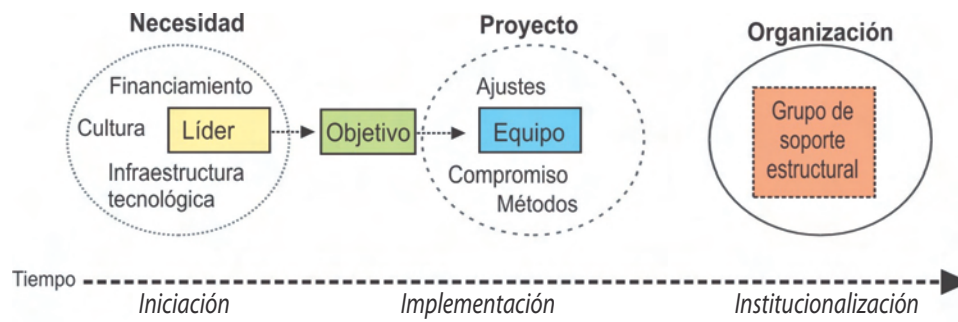 Necesidad
Proyecto
Organización
Financiamiento
Cultura
Líder
Infraestructura
tecnológica
Objetivo
Ajustes
Equipo
Compromiso
Métodos
Grupo de
soporte
estructural
Tiempo
Iniciación
Implementación
Institucionalización